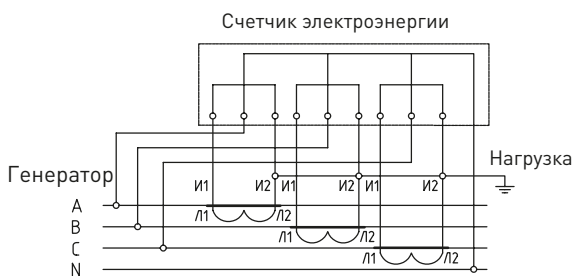 Счетчик электроэнергии
Генератор
Нагрузка
И1 И2 И1 И2 И1 И2
A
Л1 Л2
B
Л1 Л2
C
Л1 Л2
N